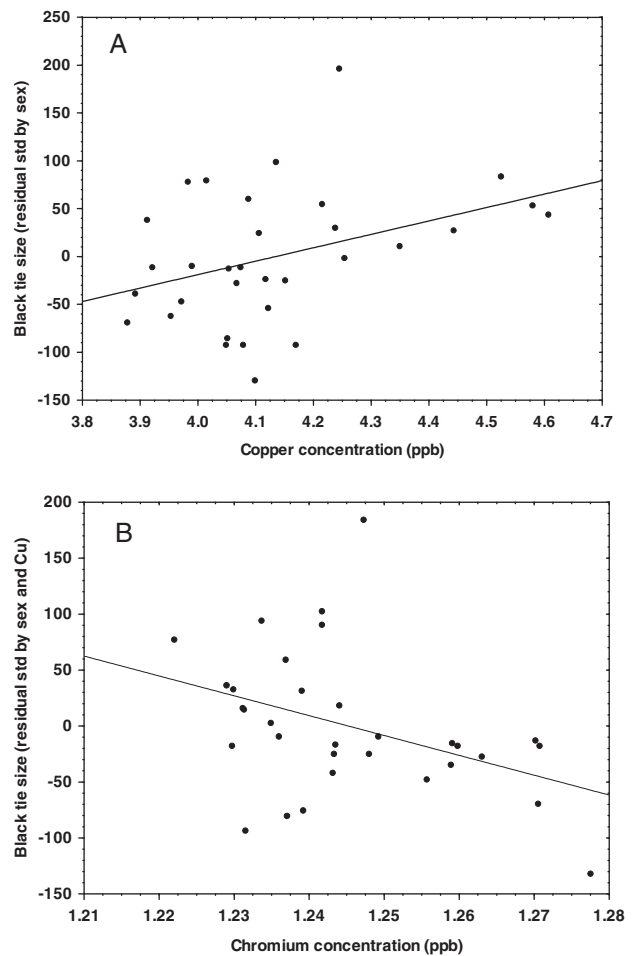 A
Black tie size (residual std by sex)
250
200
150
100
50
0
-50
-100
-150
3.8 3.9 4.0 4.1 4.2 4.3 4.4 4.5 4.6 4.7
Copper concentration (ppb)
B
Black tie size (residual std by sex and Cu)
200
150
100
50
0
-50
-100
-150
1.21 1.22 1.23 1.24 1.25 1.26 1.27 1.28
Chromium concentration (ppb)